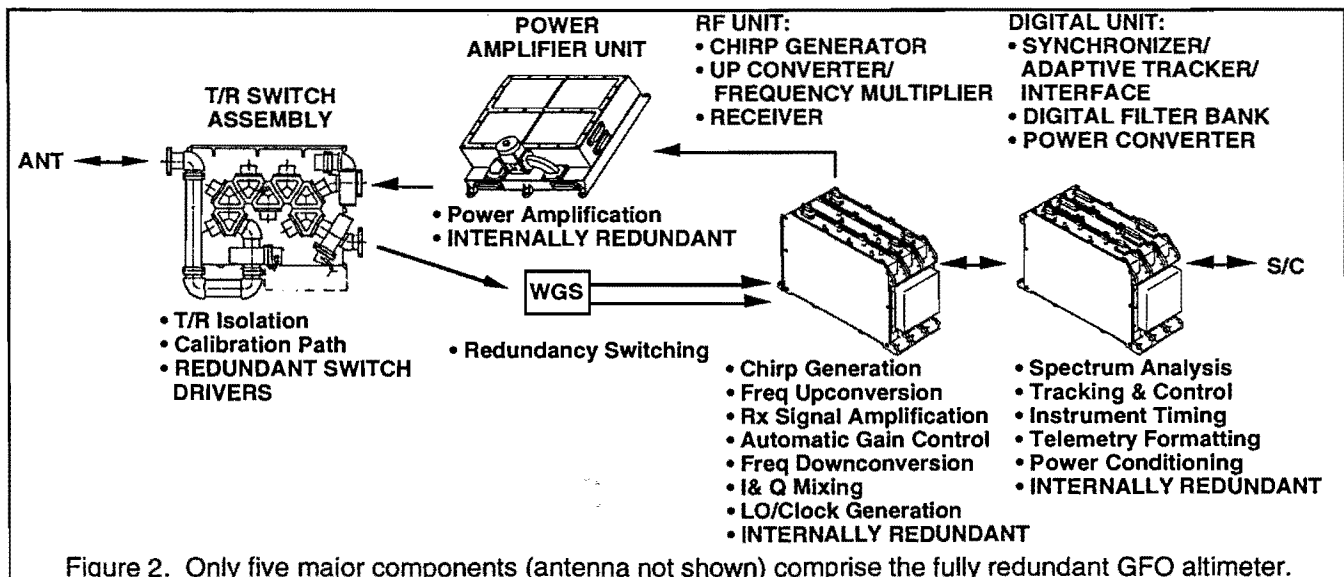 POWER
AMPLIFIER UNIT
RF UNIT:
• CHIRP GENERATOR
• UP CONVERTER/
FREQUENCY MULTIPLIER
• RECEIVER
DIGITAL UNIT:
• SYNCHRONIZER/
ADAPTIVE TRACKER/
INTERFACE
• DIGITAL FILTER BANK
• POWER CONVERTER
T/R SWITCH
ASSEMBLY
ANT
• Power Amplification
• INTERNALLY REDUNDANT
S/C
WGS
• T/R Isolation
• Calibration Path
• REDUNDANT SWITCH
DRIVERS
• Redundancy Switching
• Chirp Generation
• Freq Upconversion
• Rx Signal Amplification
• Automatic Gain Control
• Freq Downconversion
• I& Q Mixing
• LO/Clock Generation
• INTERNALLY REDUNDANT
• Spectrum Analysis
• Tracking & Control
• Instrument Timing
• Telemetry Formatting
• Power Conditioning
• INTERNALLY REDUNDANT
Figure 2. Only five major components (antenna not shown) comprise the fully redundant GFO altimeter.